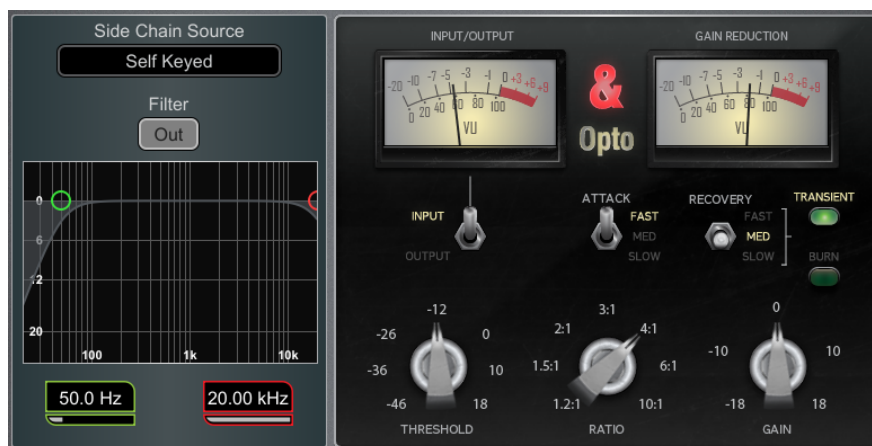 Side Chain Source
Self Keyed
Filter
Out
0
6
12
20
100 1k 10k
50.0 Hz 20.00 kHz
INPUT/OUTPUT
-20 -10 -7 -5 -3 -1 0 +3 +6 +9
0 20 40 60 80 100
VU
&
Opto
GAIN REDUCTION
-20 -10 -7 -5 -3 -1 0 +3 +6 +9
0 20 40 60 80 100
VU
INPUT
OUTPUT
ATTACK
FAST
MED
SLOW
RECOVERY
FAST
MED
SLOW
TRANSIENT
BURN
-12
-26 0
-36 10
-46 18
THRESHOLD
3:1
2:1 4:1
1.5:1 6:1
1.2:1 10:1
RATIO
0
-10 10
-18 18
GAIN